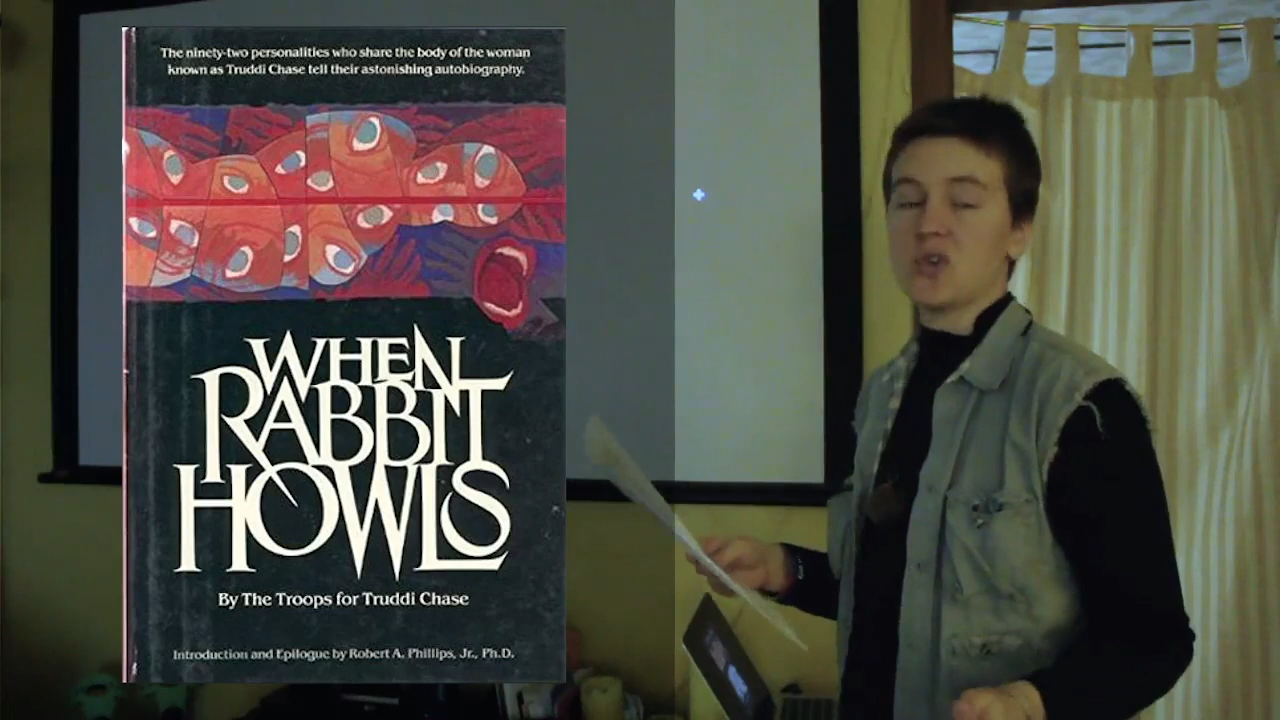 The ninety-two personalities who share the body of the woman
known as Truddi Chase tell their astonishing autobiography.
WHEN
RABBIT
HOWLS
By The Troops for Truddi Chase
Introduction and Epilogue by Robert A. Phillips, Jr., Ph.D.